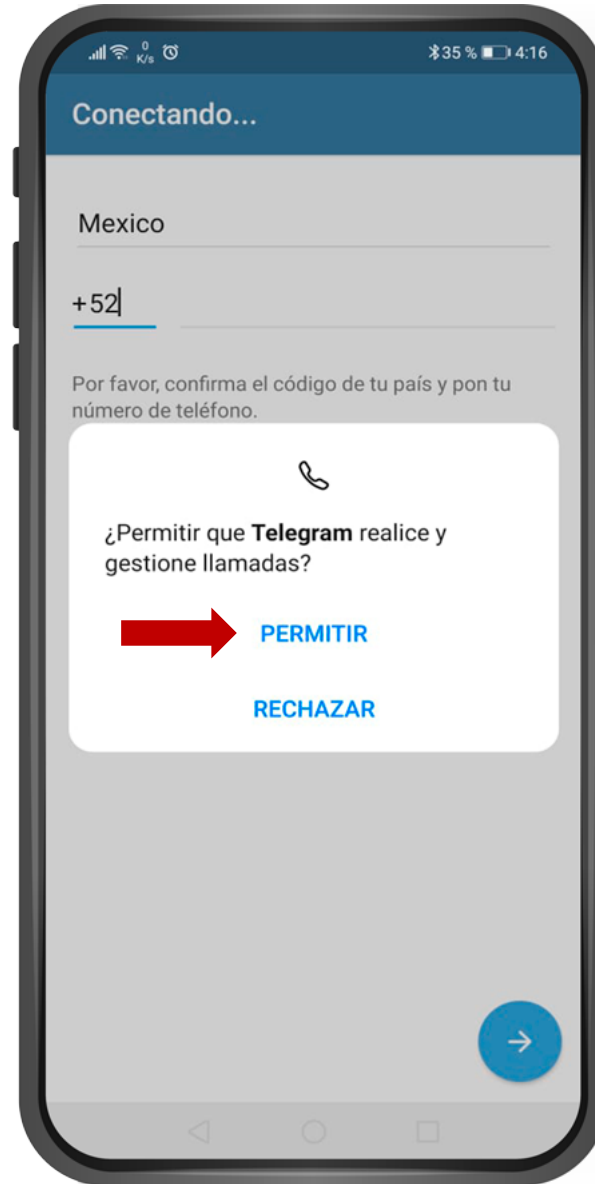 0 K/s 35 % 4:16
Conectando...
Mexico
+52
Por favor, confirma el código de tu país y pon tu
número de teléfono.
¿Permitir que Telegram realice y
gestione llamadas?
PERMITIR
RECHAZAR